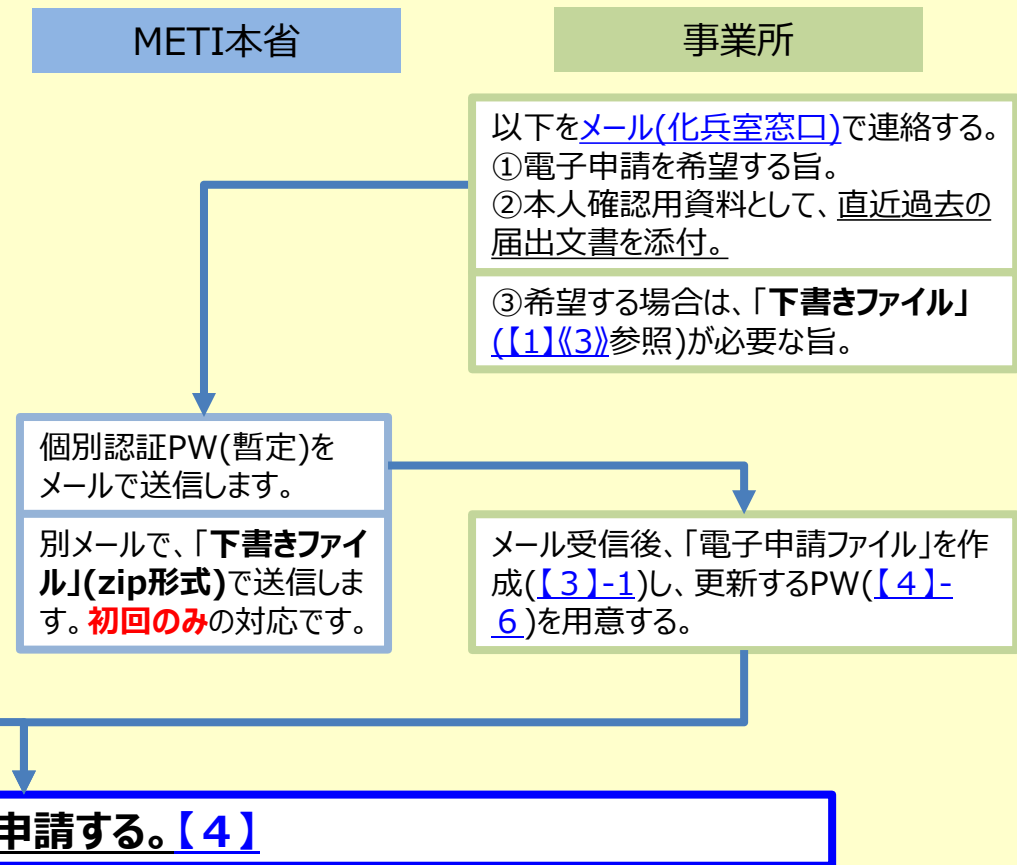 METI本省
事業所
以下をメール(化兵室窓口)で連絡する。
①電子申請を希望する旨。
②本人確認用資料として、直近過去の
届出文書を添付。
③希望する場合は、「下書きファイル」
(【1】《3》参照)が必要な旨。
個別認証PW(暫定)を
メールで送信します。
別メールで、「下書きファイ
ル」(zip形式)で送信しま
す。初回のみの対応です。
メール受信後、「電子申請ファイル」を作
成(【３】-1)し、更新するPW(【４】-
６)を用意する。
申請する。【４】